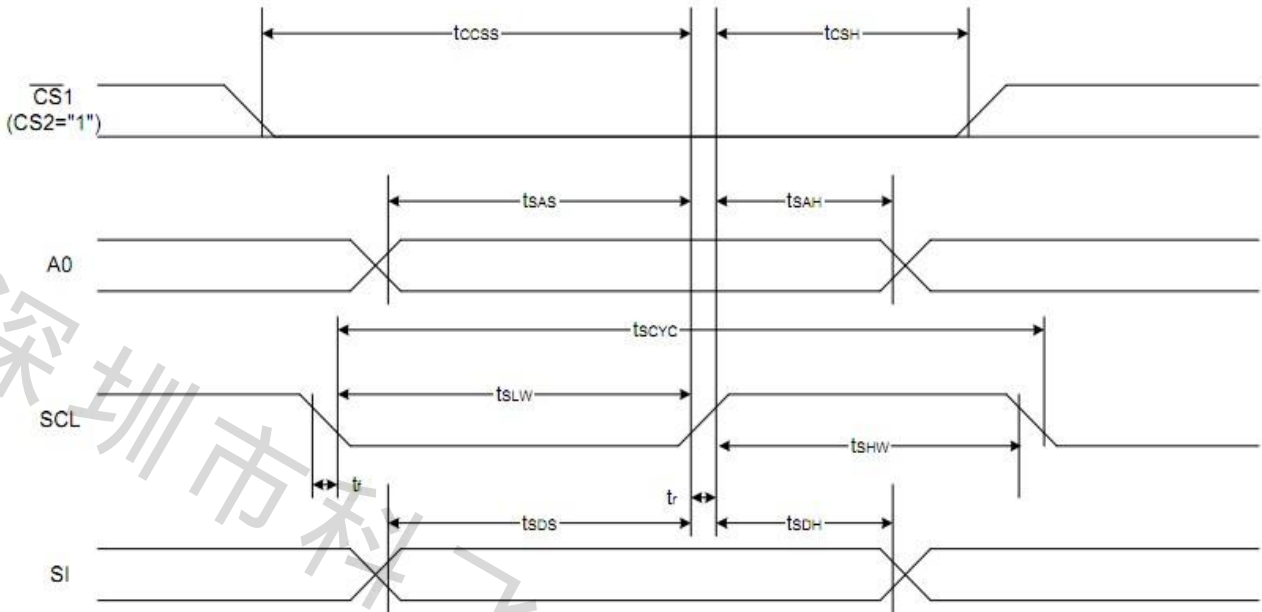 tCCSS
tCSH
CS1
(CS2="1")
tSAS
tSAH
A0
tSCYC
tSLW
SCL
tSHW
tf
tr
tSDS
tSDH
SI
深圳市科